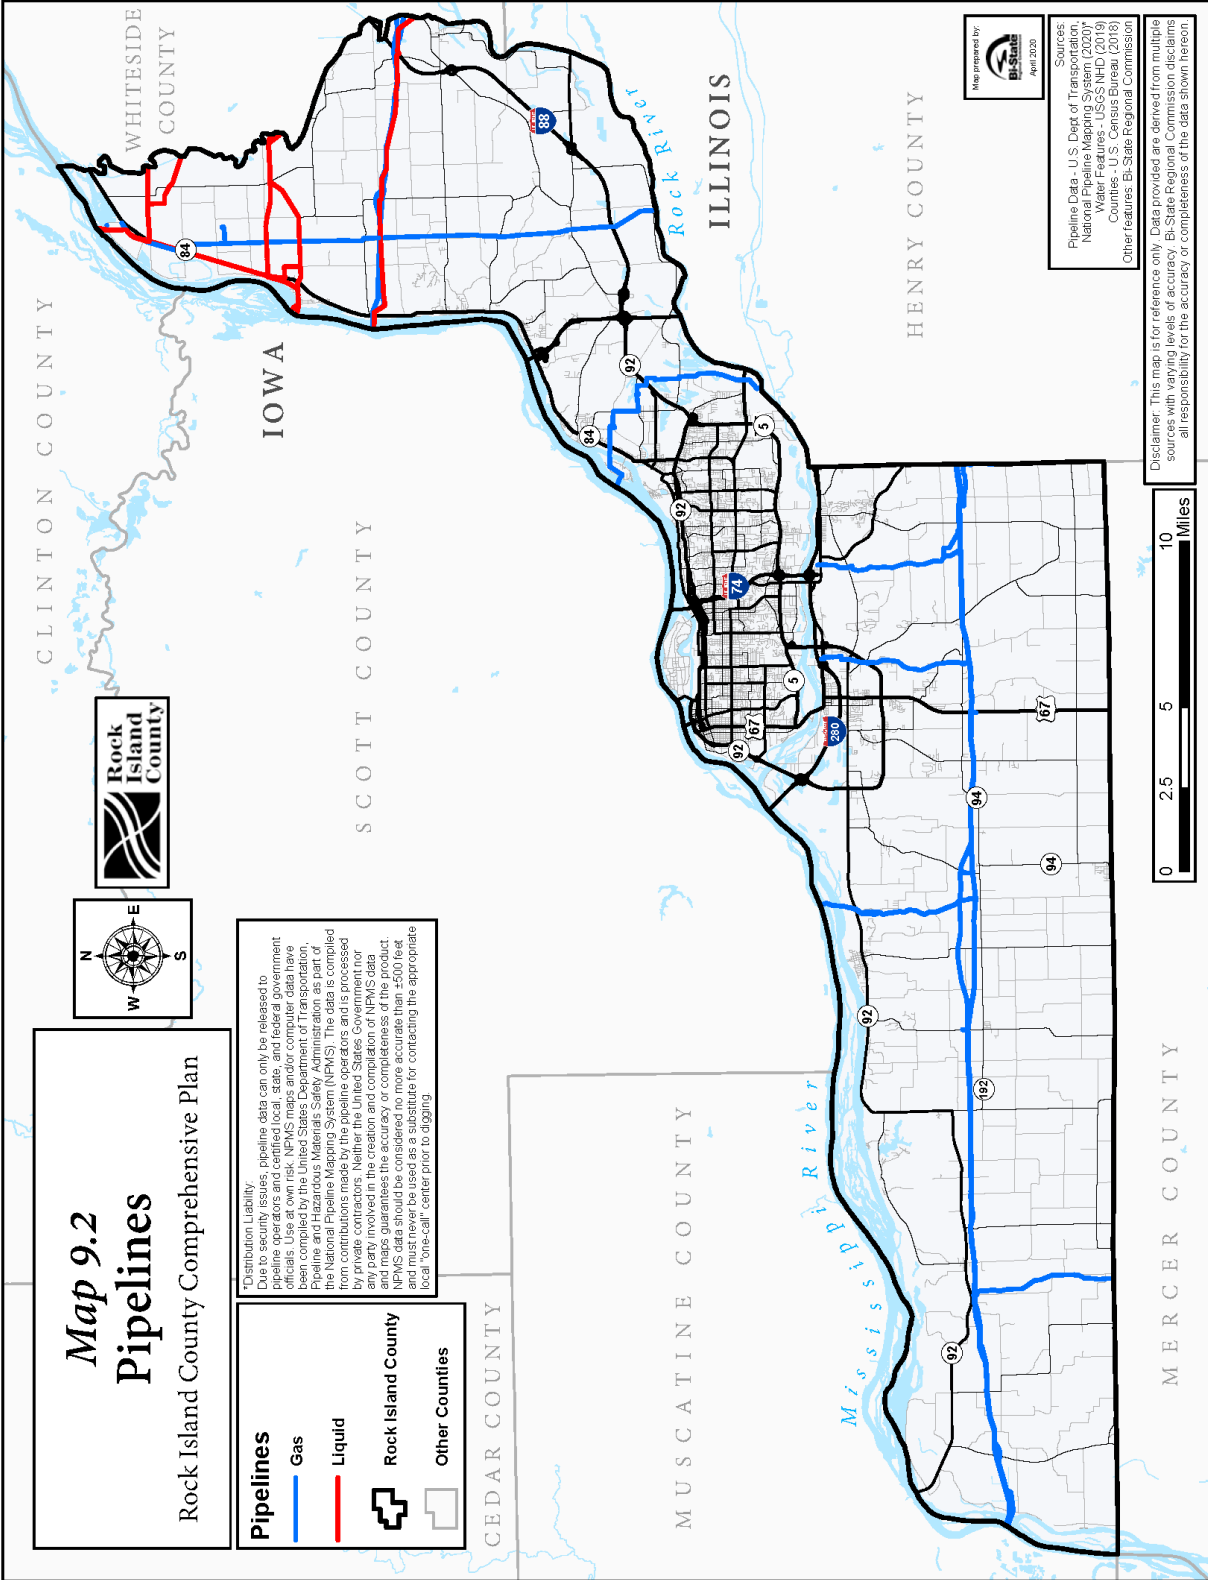 Map 9.2
Pipelines
Rock Island County Comprehensive Plan
N
W
E
S
Rock
Island
County
Pipelines
Gas
Liquid
Rock Island County
Other Counties
*Distribution Liability:
Due to security issues, pipeline data can only be released to
pipeline operators and certified local, state, and federal government
officials. Use at own risk. NPMS maps and/or computer data have
been compiled by the United States Department of Transportation,
Pipeline and Hazardous Materials Safety Administration as part of
the National Pipeline Mapping System (NPMS). The data is compiled
from contributions made by the pipeline operators and is processed
by private contractors. Neither the United States Government nor
any party involved in the creation and compilation of NPMS data
and maps guarantees the accuracy or completeness of the product.
NPMS data should be considered no more accurate than ±500 feet
and must never be used as a substitute for contacting the appropriate
local "one-call" center prior to digging.
CLINTON COUNTY
WHITESIDE
COUNTY
IOWA
SCOTT COUNTY
CEDAR COUNTY
MUSCATINE COUNTY
Mississippi River
Rock River
ILLINOIS
HENRY COUNTY
MERCER COUNTY
84
88
92
84
5
92
74
5
67
92
280
67
94
94
92
192
92
Map prepared by:
Bi-State
April 2020
Sources:
Pipeline Data - U.S. Dept of Transportation,
National Pipeline Mapping System (2020)*
Water Features - USGS NHD (2019)
Counties - U.S. Census Bureau (2018)
Other features: Bi-State Regional Commission
Disclaimer: This map is for reference only. Data provided are derived from multiple
sources with varying levels of accuracy. Bi-State Regional Commission disclaims
all responsibility for the accuracy or completeness of the data shown hereon.
0 2.5 5 10
Miles